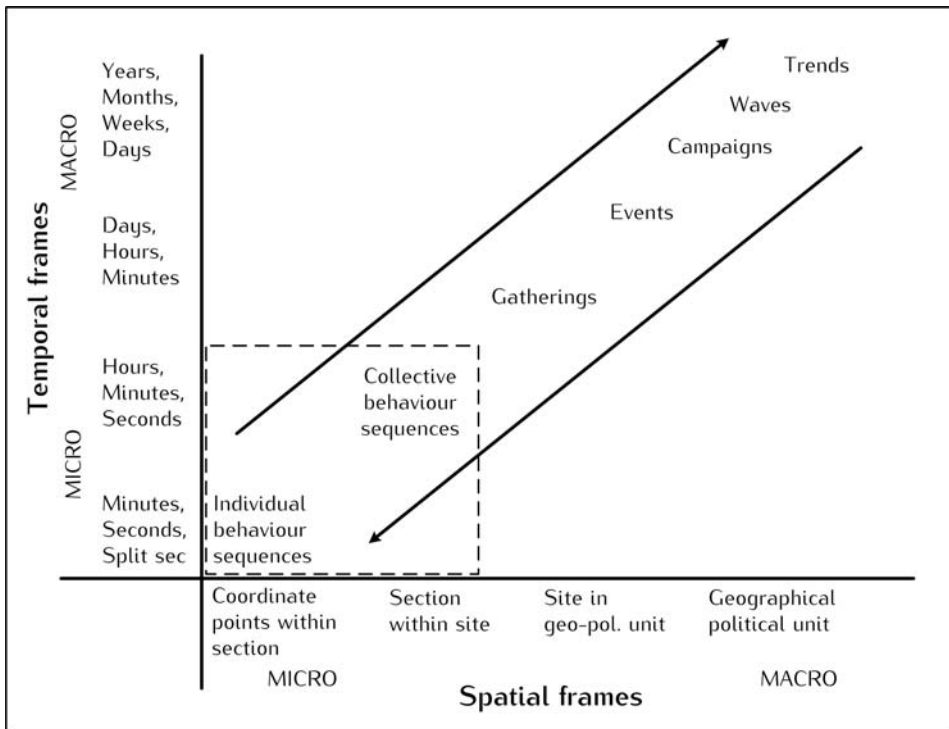 Years,
Months,
Weeks,
Days
MACRO
Days,
Hours,
Minutes
Temporal frames
Hours,
Minutes,
Seconds
MICRO
Minutes,
Seconds,
Split sec
Trends
Waves
Campaigns
Events
Gatherings
Collective
behaviour
sequences
Individual
behaviour
sequences
Coordinate
points within
section
Section
within site
Site in
geo-pol. unit
Geographical
political unit
MICRO
MACRO
Spatial frames